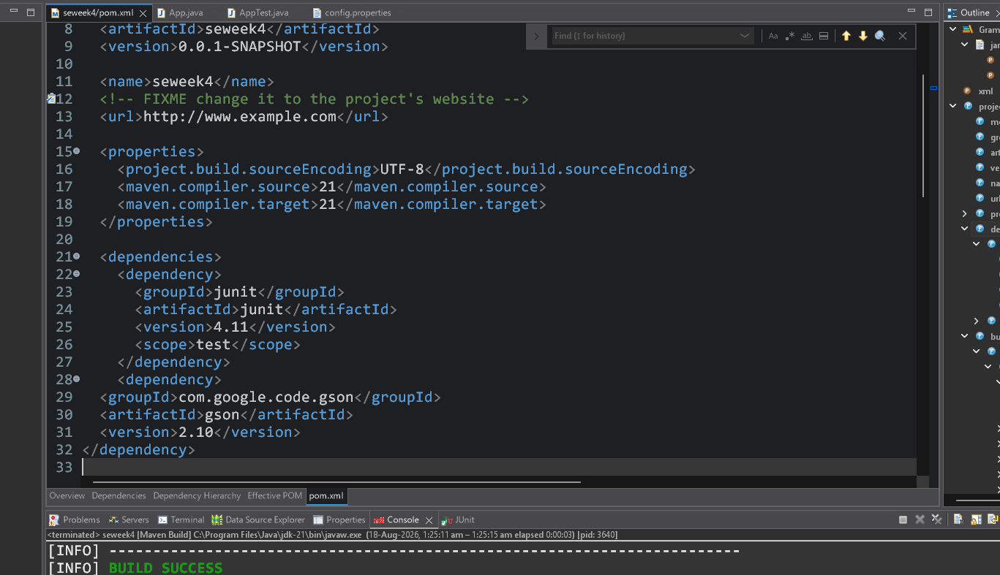 seweek4/pom.xml App.java AppTest.java config.properties
Outline
Find (↕ for history)
Aa .* ab
8 <artifactId>seweek4</artifactId>
9 <version>0.0.1-SNAPSHOT</version>
10
11 <name>seweek4</name>
12 <!-- FIXME change it to the project's website -->
13 <url>http://www.example.com</url>
14
15 <properties>
16 <project.build.sourceEncoding>UTF-8</project.build.sourceEncoding>
17 <maven.compiler.source>21</maven.compiler.source>
18 <maven.compiler.target>21</maven.compiler.target>
19 </properties>
20
21 <dependencies>
22 <dependency>
23 <groupId>junit</groupId>
24 <artifactId>junit</artifactId>
25 <version>4.11</version>
26 <scope>test</scope>
27 </dependency>
28 <dependency>
29 <groupId>com.google.code.gson</groupId>
30 <artifactId>gson</artifactId>
31 <version>2.10</version>
32 </dependency>
33
Gram
jar
xml
proje
mo
gro
art
ve
na
url
pro
de
bu
Overview Dependencies Dependency Hierarchy Effective POM pom.xml
Problems Servers Terminal Data Source Explorer Properties Console JUnit
<terminated> seweek4 [Maven Build] C:\Program Files\Java\jdk-21\bin\javaw.exe (18-Aug-2026, 1:25:11 am – 1:25:15 am elapsed 0:00:03) [pid: 3640]
[INFO] ------------------------------------------------------------------------
[INFO] BUILD SUCCESS